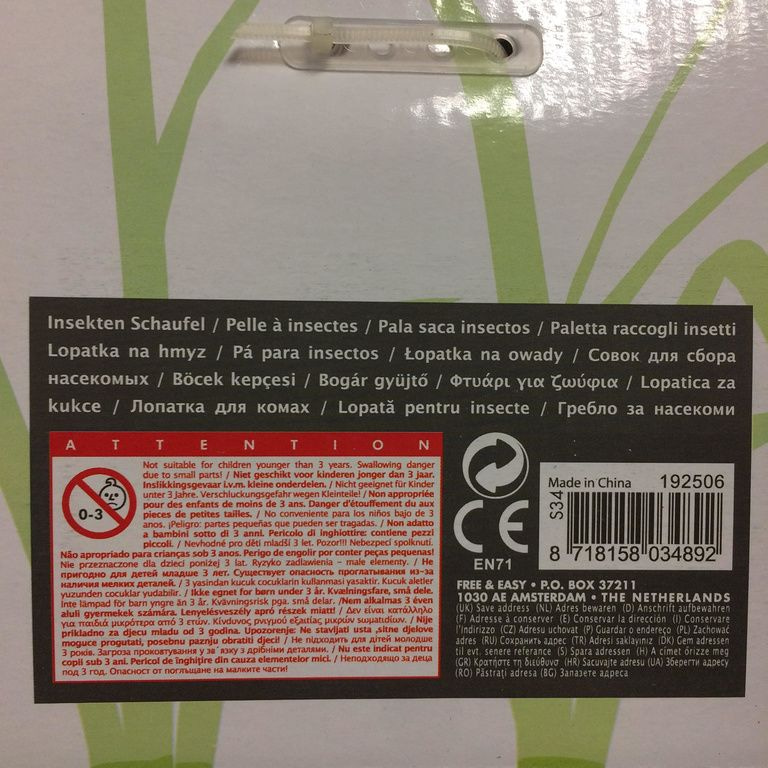 Insekten Schaufel / Pelle à insectes / Pala saca insectos / Paletta raccogli insetti
Lopatka na hmyz / Pá para insectos / Łopatka na owady / Совок для сбора
насекомых / Böcek kepçesi / Bogár gyüjtő / Φτυάρι για ζωύφια / Lopatica za
kukce / Лопатка для комах / Lopată pentru insecte / Гребло за насекоми
ATTENTION
0-3
Not suitable for children younger than 3 years. Swallowing danger
due to small parts! / Niet geschikt voor kinderen jonger dan 3 jaar.
Inslikkingsgevaar i.v.m. kleine onderdelen. / Nicht geeignet für Kinder
unter 3 Jahre. Verschluckungsgefahr wegen Kleinteile! / Non appropriée
pour des enfants de moins de 3 ans. Danger d'étouffement du aux
pieces de petites tailles. / No conveniente para los niños bajo de 3
anos. ¡Peligro: partes pequeñas que pueden ser tragadas. / Non adatto
a bambini sotto di 3 anni. Pericolo di inghiottire: contiene pezzi
piccoli. / Nevhodné pro děti mladší 3 let. Pozor!!! Nebezpečí spolknutí.
Não apropriado para crianças sob 3 anos. Perigo de engolir por conter peças pequenas!
Nie przeznaczone dla dzieci poniżej 3 lat. Ryzyko zadlawienia - male elementy. / Не
пригодно для детей младше 3 лет. Существует опасность проглатывания из-за
наличия мелких деталей. / 3 yasindan kucuk cocuklarin kullanmasi yasaktir. Kucuk aletler
yuzunden cocuklar yudabilir. / Ikke egnet for børn under 3 år. Kvælningsfare, små dele.
Inte lämpad för barn yngre än 3 år. Kvävningsrisk pga. små delar. /Nem alkalmas 3 éven
aluli gyermekek számára. Lenyelésveszély apró részek miatt! / Δεν είναι κατάλληλο
για παιδιά μικρότερα από 3 ετών. Κίνδυνος πνιγμού εξαιτίας μικρών σωματιδίων. / Nije
prikladno za djecu mlađu od 3 godina. Upozorenje: Ne stavljati usta ,sitne djelove
moguce progutati, posebnu paznju obratiti djeci! / Не підходить для дітей молодше
3 років. Загроза проковтування у зв`язку з дрібними деталями. / Nu este indicat pentru
copii sub 3 ani. Pericol de înghiţire din cauza elementelor mici. / Неподходящо за деца
под 3 год. Опасност от поглъщане на малките части!
CE
EN71
Made in China 192506
S34
8 718158 034892
FREE & EASY • P.O. BOX 37211
1030 AE AMSTERDAM • THE NETHERLANDS
(UK) Save address (NL) Adres bewaren (D) Anschrift aufbewahren
(F) Adresse à conserver (E) Conservar la dirección (I) Conservare
l'indirizzo (CZ) Adresu uchovat (P) Guardar o endereço (PL) Zachować
adres (RU) Сохранить адрес (TR) Adresi saklayiniz (DK) Gem adressen
til evt. senere referance (S) Spara adressen (H) A címet őrizze meg
(GR) Κρατήστε τη διεύθυνση (HR) Sacuvajte adresu (UA) Зберегти адресу
(RO) Păstraţi adresa (BG) Запазете адреса